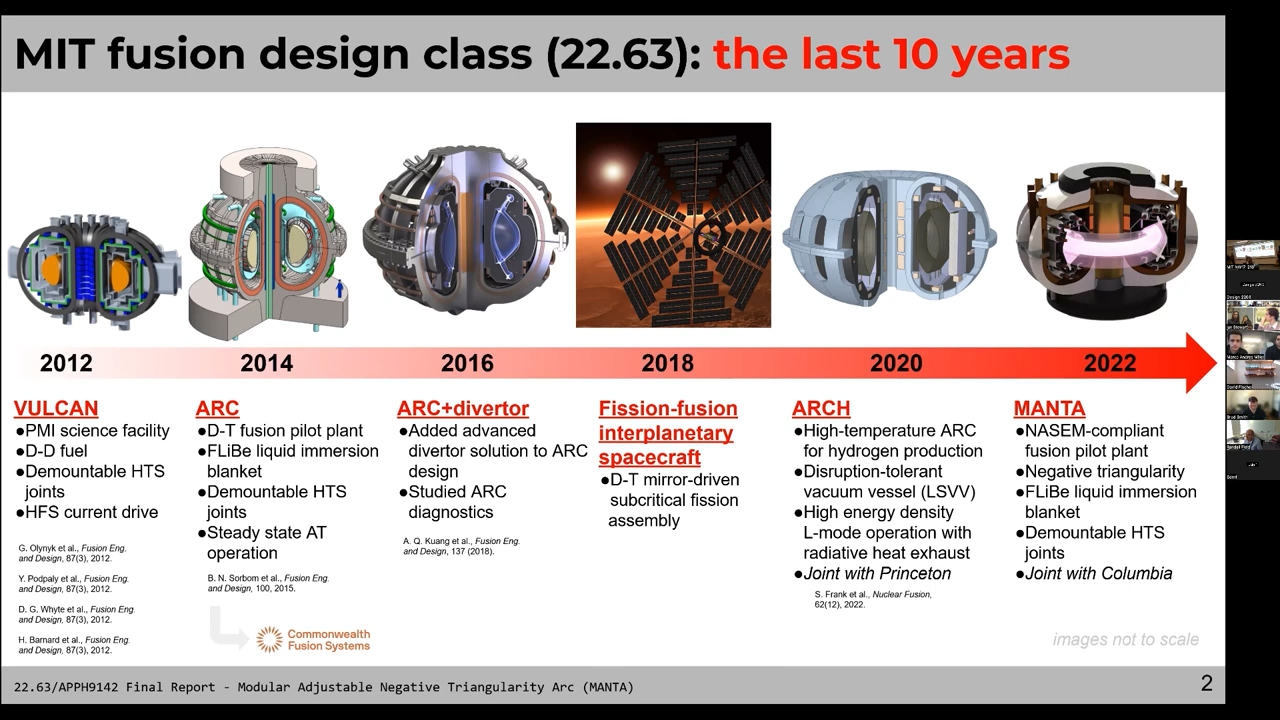 MIT fusion design class (22.63): the last 10 years
2012
2014
2016
2018
2020
2022
VULCAN
●PMI science facility
●D-D fuel
●Demountable HTS
joints
●HFS current drive
G. Olynyk et al., Fusion Eng.
and Design, 87(3), 2012.
Y. Podpaly et al., Fusion Eng.
and Design, 87(3), 2012.
D. G. Whyte et al., Fusion Eng.
and Design, 87(3), 2012.
H. Barnard et al., Fusion Eng.
and Design, 87(3), 2012.
ARC
●D-T fusion pilot plant
●FLiBe liquid immersion
blanket
●Demountable HTS
joints
●Steady state AT
operation
B. N. Sorbom et al., Fusion Eng.
and Design, 100, 2015.
Commonwealth
Fusion Systems
ARC+divertor
●Added advanced
divertor solution to ARC
design
●Studied ARC
diagnostics
A. Q. Kuang et al., Fusion Eng.
and Design, 137 (2018).
Fission-fusion
interplanetary
spacecraft
●D-T mirror-driven
subcritical fission
assembly
ARCH
●High-temperature ARC
for hydrogen production
●Disruption-tolerant
vacuum vessel (LSVV)
●High energy density
L-mode operation with
radiative heat exhaust
●Joint with Princeton
S. Frank et al., Nuclear Fusion,
62(12), 2022.
MANTA
●NASEM-compliant
fusion pilot plant
●Negative triangularity
●FLiBe liquid immersion
blanket
●Demountable HTS
joints
●Joint with Columbia
images not to scale
22.63/APPH9142 Final Report - Modular Adjustable Negative Triangularity Arc (MANTA)
2